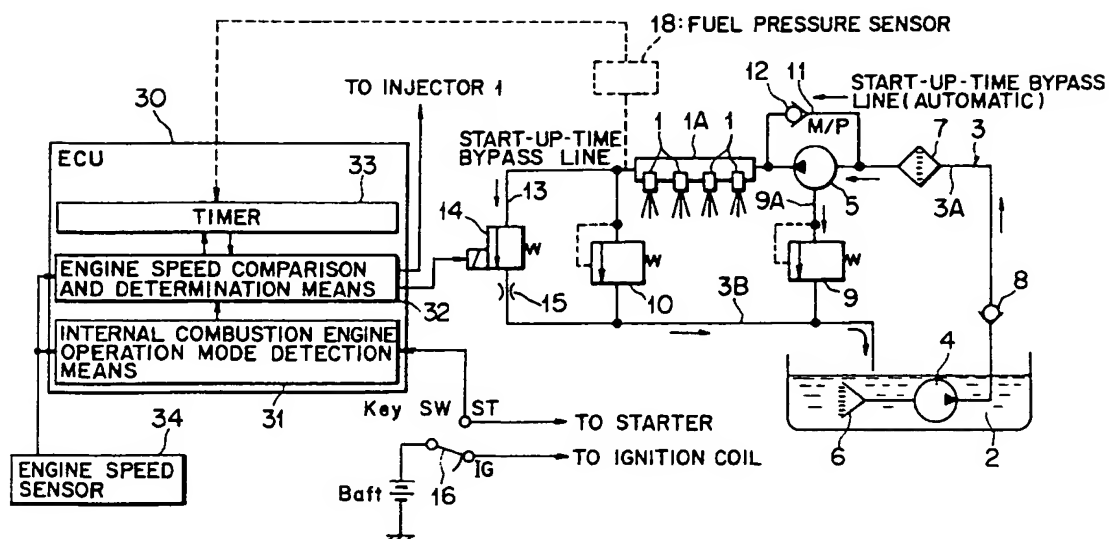 18: FUEL PRESSURE SENSOR
TO INJECTOR 1
12
11
START-UP-TIME BYPASS
LINE(AUTOMATIC)
M/P
30
START-UP-TIME
BYPASS LINE
1A
1
1
7
3
ECU
33
13
9A
5
3A
TIMER
14
ENGINE SPEED COMPARISON
AND DETERMINATION MEANS
32
15
10
3B
9
8
INTERNAL COMBUSTION ENGINE
OPERATION MODE DETECTION
MEANS
31
4
Key SW ST
TO STARTER
6
2
34
TO IGNITION COIL
IG
16
ENGINE SPEED
SENSOR
Baft